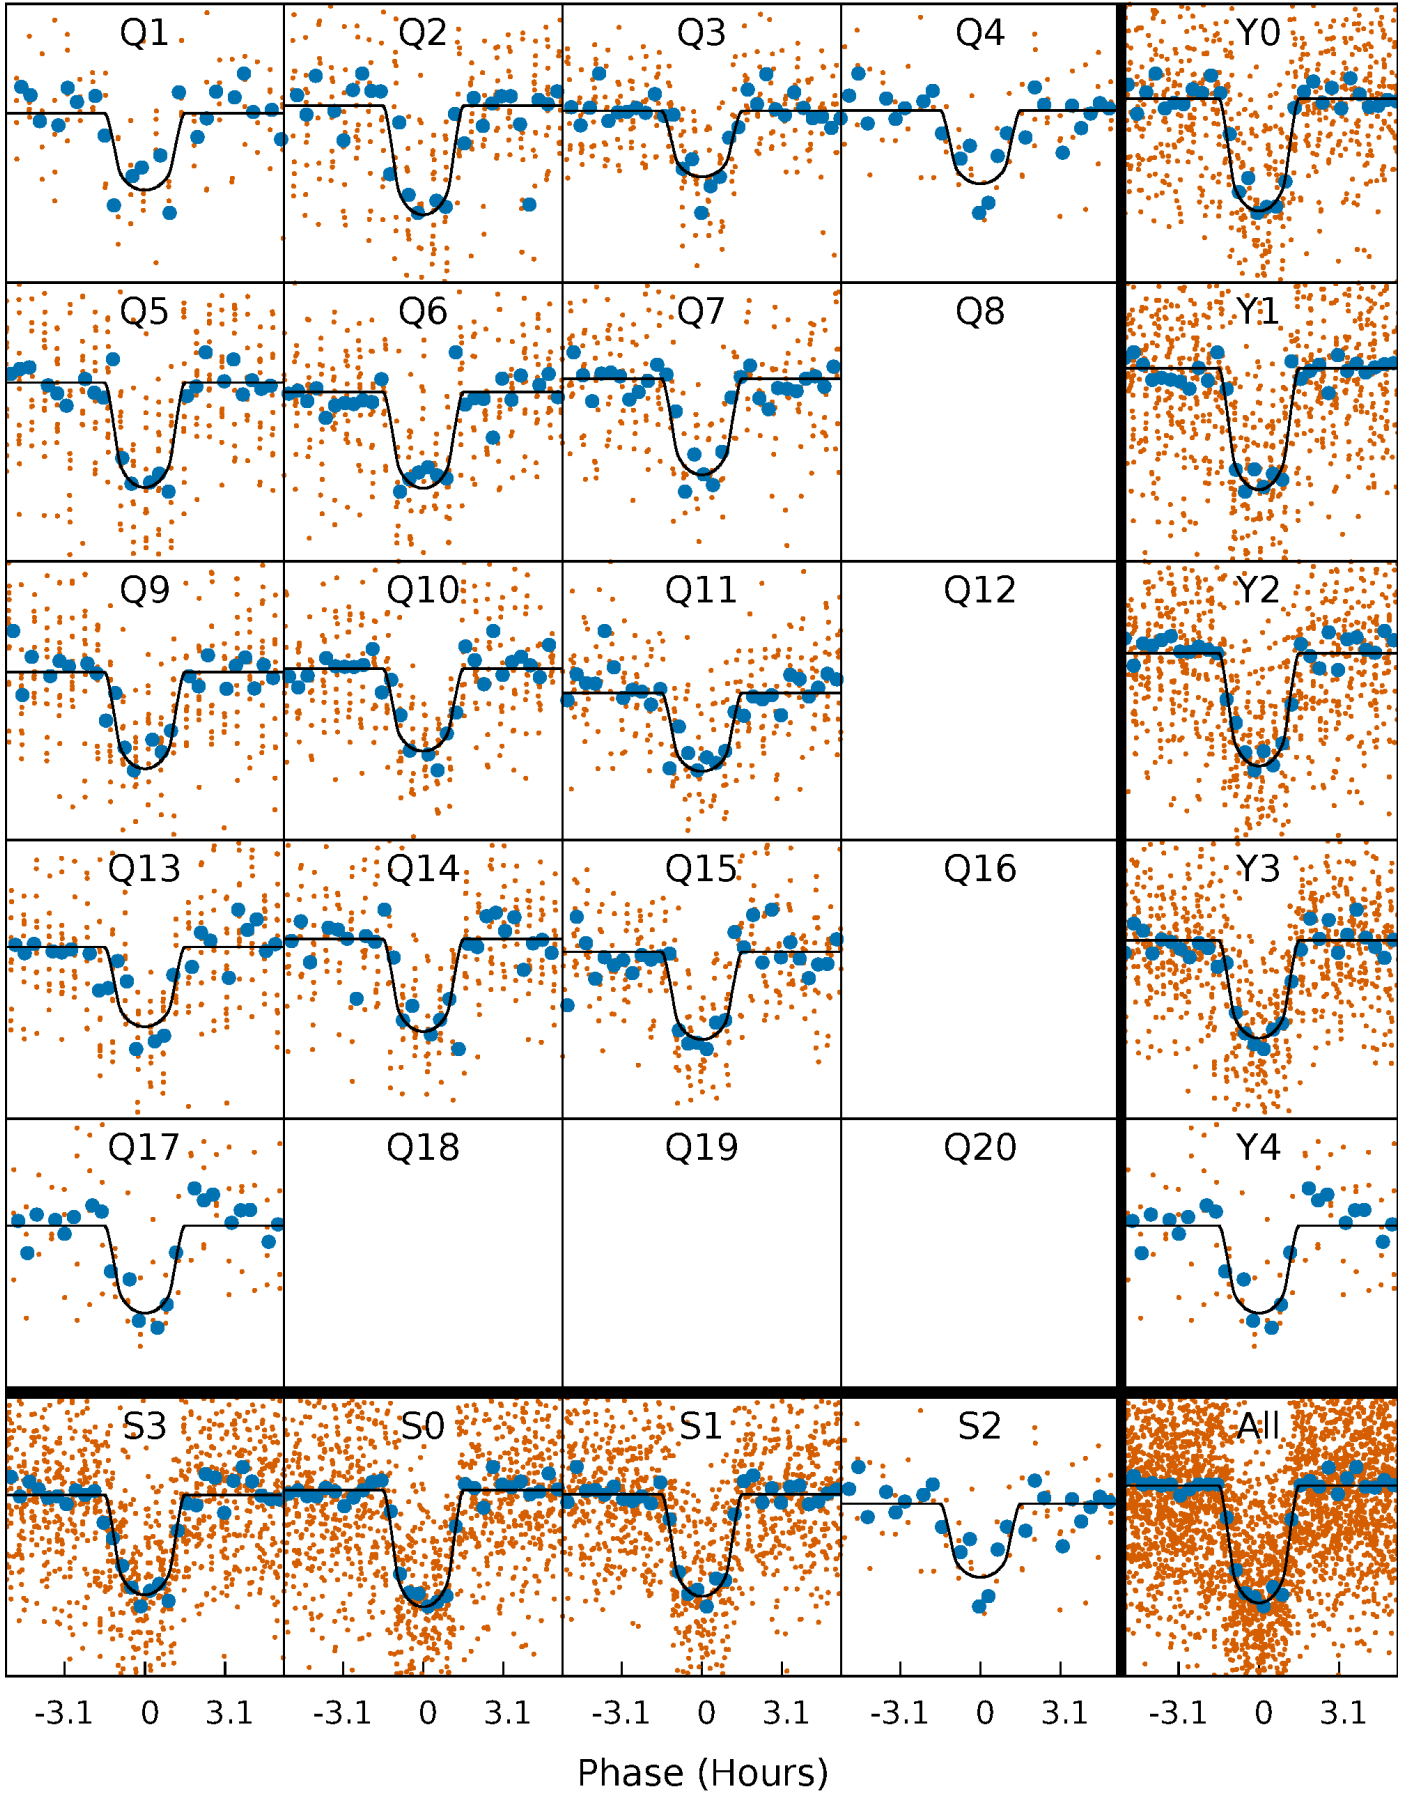 Q1 Q2 Q3 Q4 Y0
Q5 Q6 Q7 Q8 Y1
Q9 Q10 Q11 Q12 Y2
Q13 Q14 Q15 Q16 Y3
Q17 Q18 Q19 Q20 Y4
S3 S0 S1 S2 All
-3.1 0 3.1 -3.1 0 3.1 -3.1 0 3.1 -3.1 0 3.1 -3.1 0 3.1
Phase (Hours)